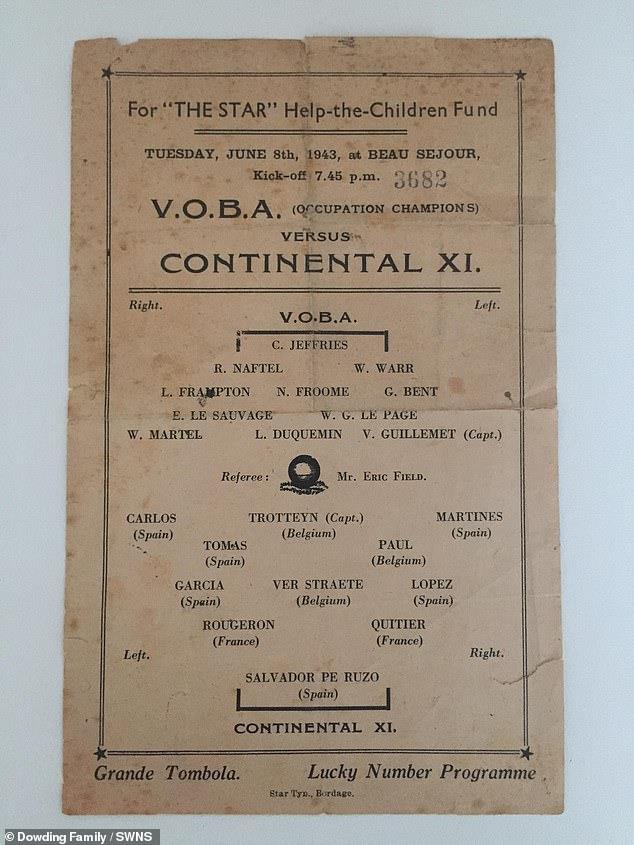 For "THE STAR" Help-the-Children Fund
TUESDAY, JUNE 8th, 1943, at BEAU SEJOUR,
Kick-off 7.45 p.m. 3682
V.O.B.A. (OCCUPATION CHAMPIONS)
VERSUS
CONTINENTAL XI.
Right. Left.
V.O.B.A.
C. JEFFRIES
R. NAFTEL W. WARR
L. FRAMPTON N. FROOME G. BENT
E. LE SAUVAGE W. G. LE PAGE
W. MARTEL L. DUQUEMIN V. GUILLEMET (Capt.)
Referee: Mr. ERIC FIELD.
CARLOS TROTTEYN (Capt.) MARTINES
(Spain) (Belgium) (Spain)
TOMAS PAUL
(Spain) (Belgium)
GARCIA VER STRAETE LOPEZ
(Spain) (Belgium) (Spain)
ROUGERON QUITIER
(France) (France)
Left. Right.
SALVADOR PE RUZO
(Spain)
CONTINENTAL XI.
Grande Tombola. Lucky Number Programme
Star Typ., Bordage.
© Dowding Family / SWNS